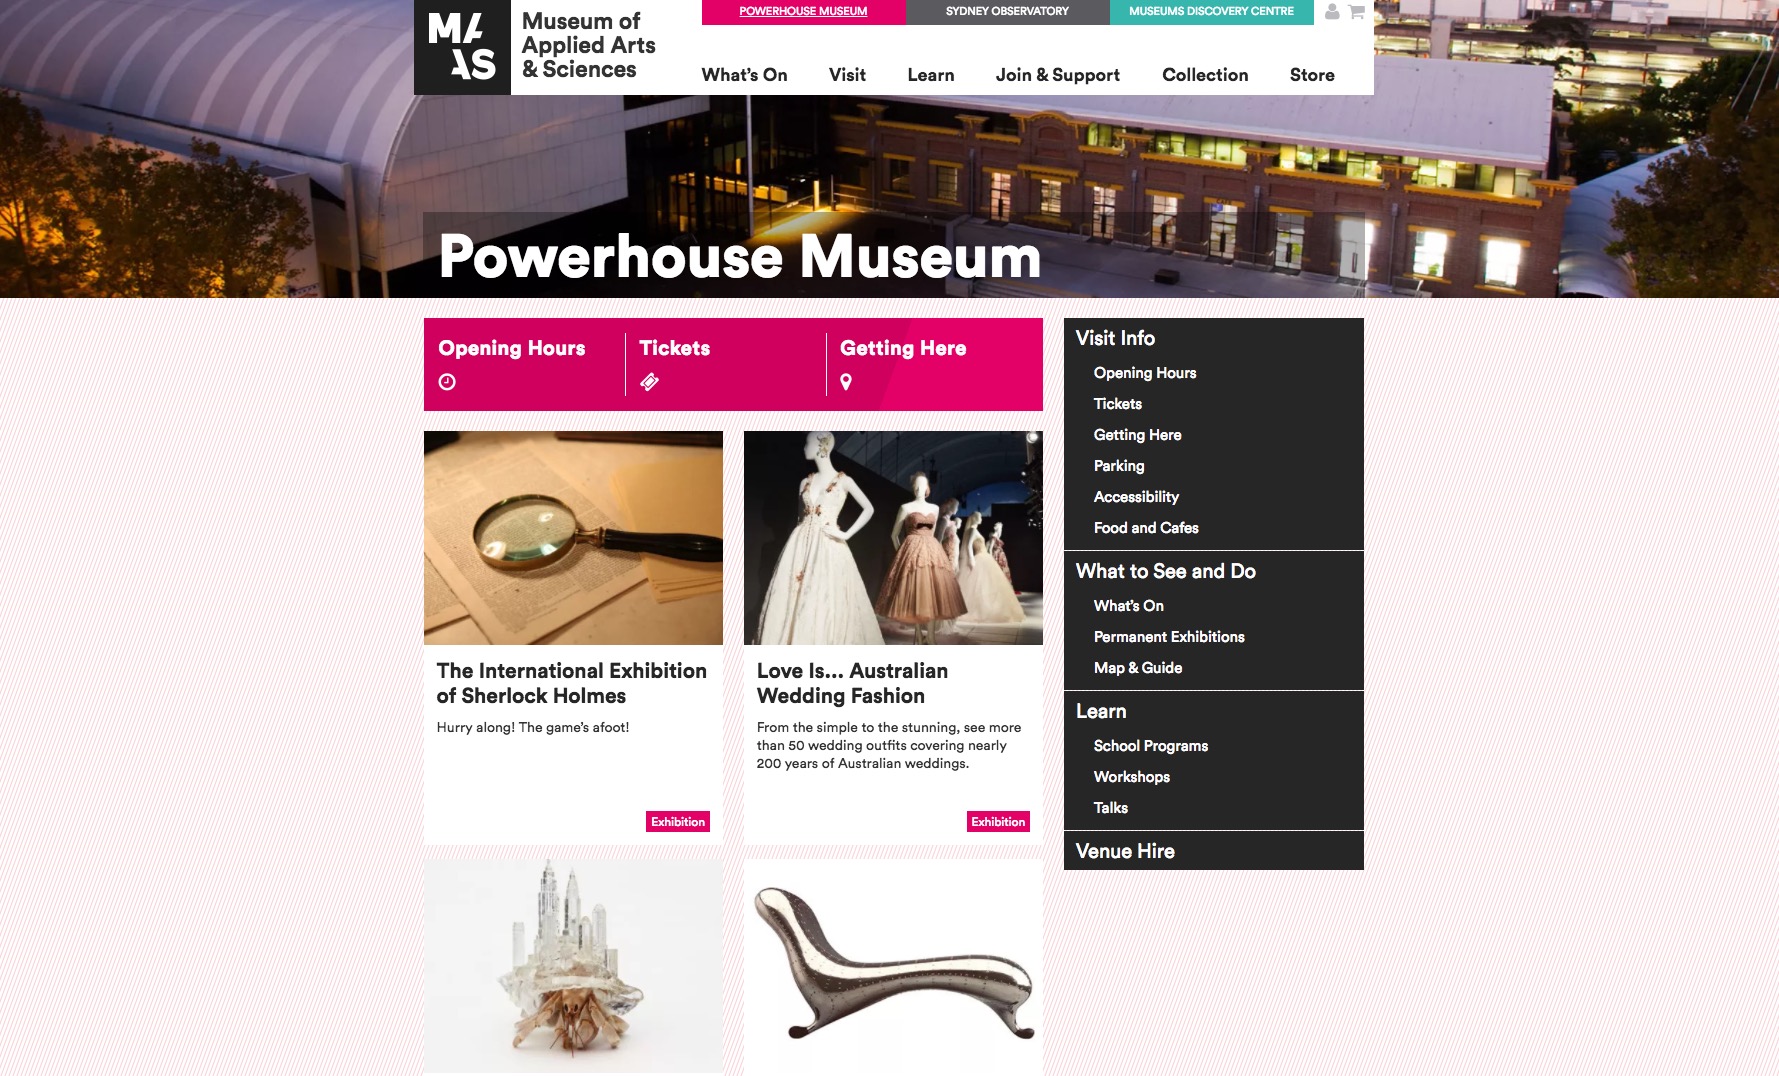 MAAS
Museum of
Applied Arts
& Sciences
POWERHOUSE MUSEUM
SYDNEY OBSERVATORY
MUSEUMS DISCOVERY CENTRE
What's On
Visit
Learn
Join & Support
Collection
Store
Powerhouse Museum
Opening Hours
Tickets
Getting Here
The International Exhibition
of Sherlock Holmes
Hurry along! The game's afoot!
Exhibition
Love Is... Australian
Wedding Fashion
From the simple to the stunning, see more
than 50 wedding outfits covering nearly
200 years of Australian weddings.
Exhibition
Visit Info
Opening Hours
Tickets
Getting Here
Parking
Accessibility
Food and Cafes
What to See and Do
What's On
Permanent Exhibitions
Map & Guide
Learn
School Programs
Workshops
Talks
Venue Hire